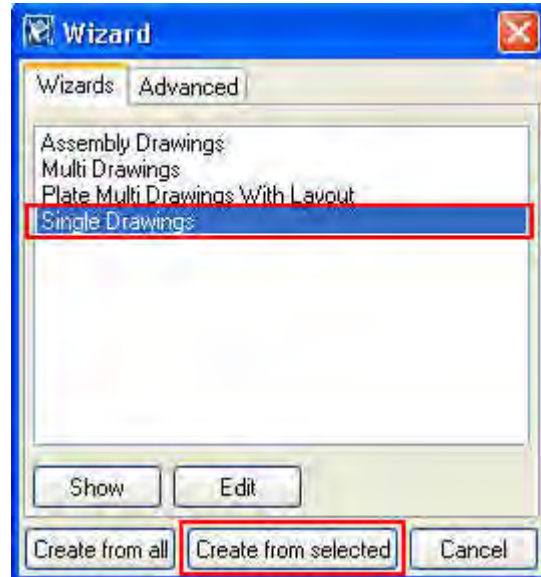 Wizard
Wizards Advanced
Assembly Drawings
Multi Drawings
Plate Multi Drawings With Layout
Single Drawings
Show Edit
Create from all Create from selected Cancel